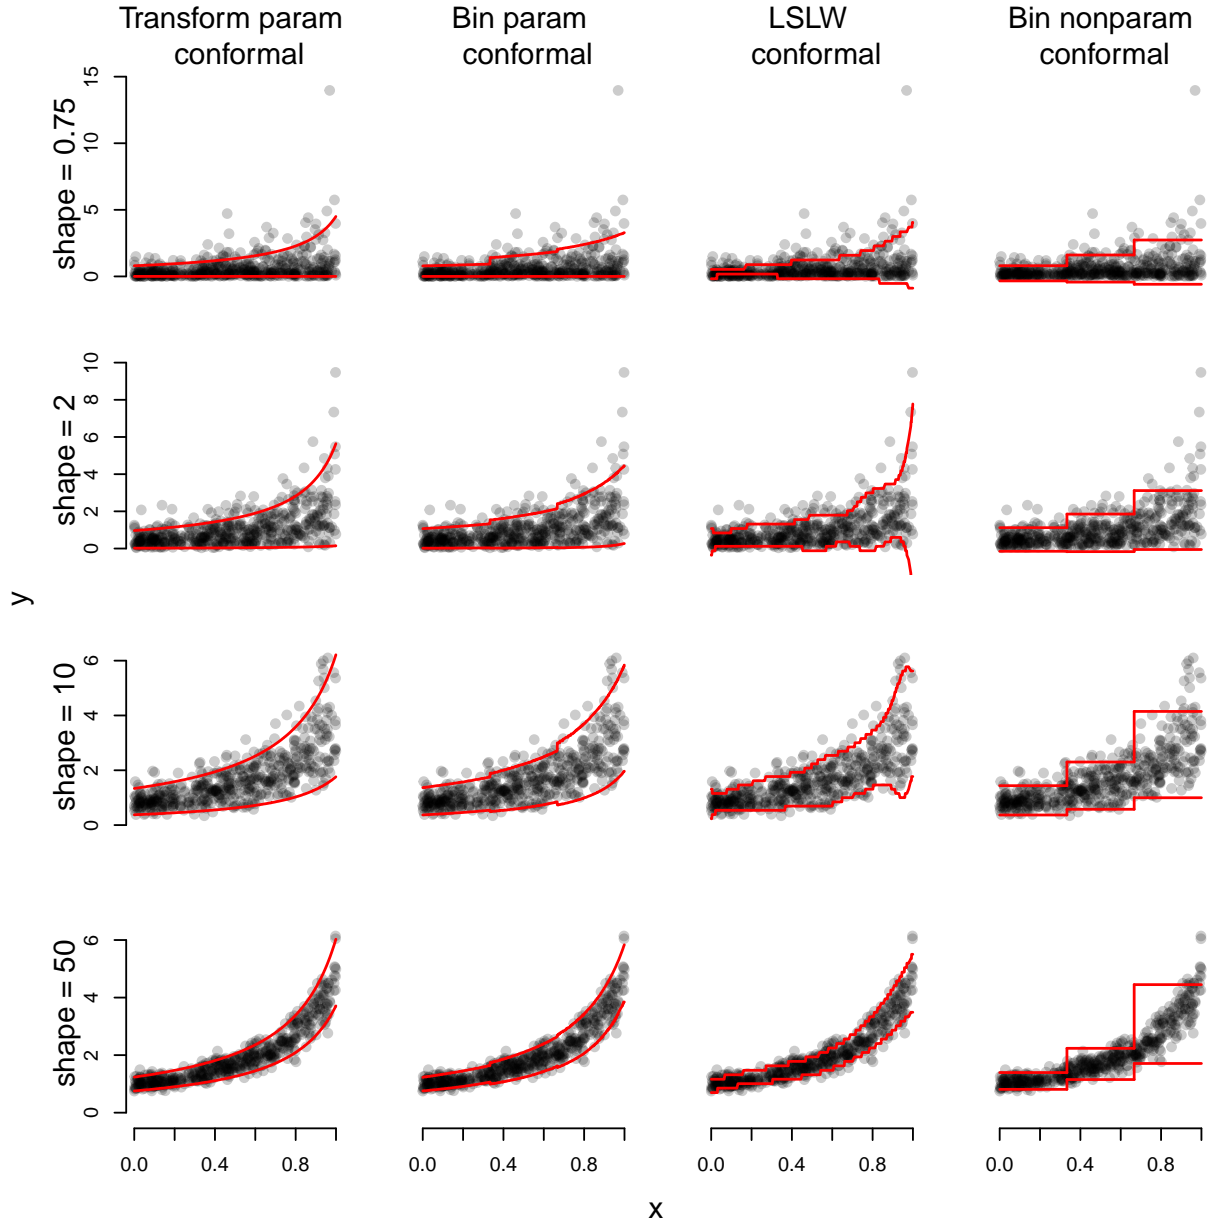 Transform param
conformal
Bin param
conformal
LSLW
conformal
Bin nonparam
conformal
shape = 0.75
15
10
5
0
shape = 2
10
8
6
4
2
0
y
shape = 10
6
4
2
0
shape = 50
6
4
2
0
0.0 0.4 0.8
0.0 0.4 0.8
0.0 0.4 0.8
0.0 0.4 0.8
x